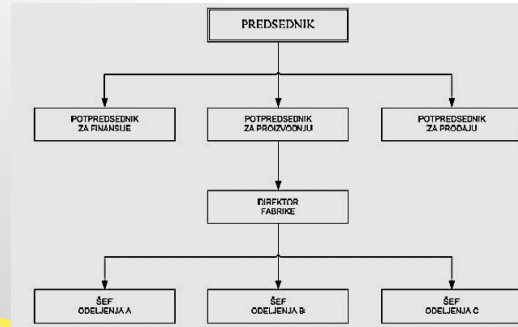 PREDSEDNIK
POTPREDSEDNIK
ZA FINANSIJE
POTPREDSEDNIK
ZA PROIZVODNJU
POTPREDSEDNIK
ZA PRODAJU
DIREKTOR
FABRIKE
ŠEF
ODELJENJA A
ŠEF
ODELJENJA B
ŠEF
ODELJENJA C